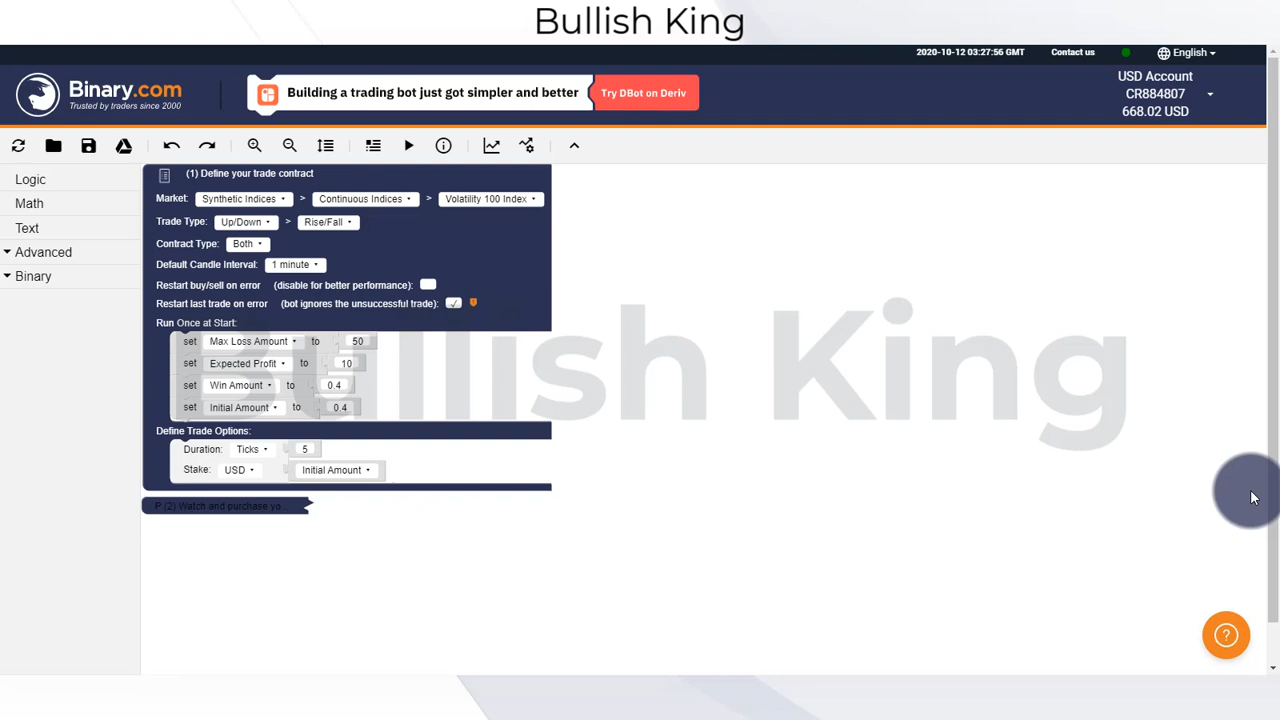 Bullish King
2020-10-12 03:27:56 GMT Contact us English
Binary.com
Trusted by traders since 2000
Building a trading bot just got simpler and better Try DBot on Deriv
USD Account
CR884807
668.02 USD
Logic
Math
Text
Advanced
Binary
(1) Define your trade contract
Market: Synthetic Indices > Continuous Indices > Volatility 100 Index
Trade Type: Up/Down > Rise/Fall
Contract Type: Both
Default Candle Interval: 1 minute
Restart buy/sell on error (disable for better performance):
Restart last trade on error (bot ignores the unsuccessful trade):
Run Once at Start:
set Max Loss Amount to 50
set Expected Profit to 10
set Win Amount to 0.4
set Initial Amount to 0.4
Define Trade Options:
Duration: Ticks 5
Stake: USD Initial Amount
P (2) Watch and purchase yo...
Bullish King
?